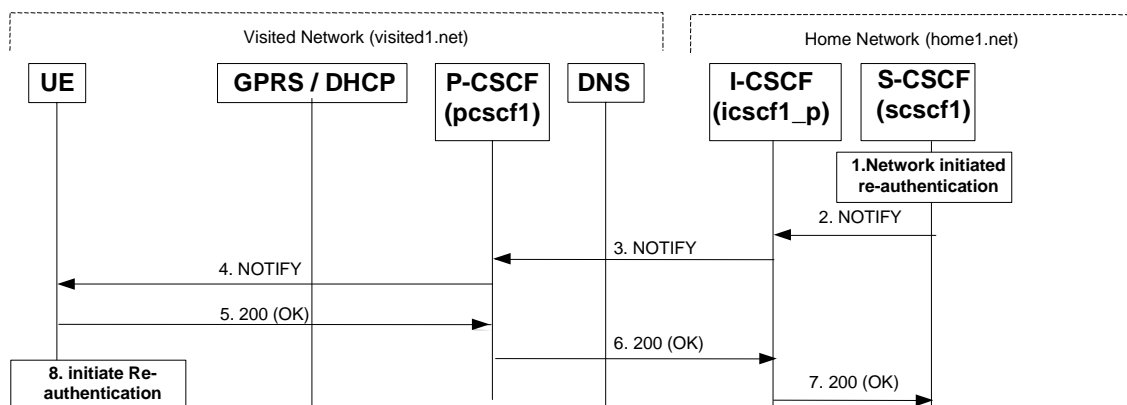 Visited Network (visited1.net)
Home Network (home1.net)
UE
GPRS / DHCP
P-CSCF
(pcscf1)
DNS
I-CSCF
(icscf1_p)
S-CSCF
(scscf1)
1.Network initiated
re-authentication
2. NOTIFY
3. NOTIFY
4. NOTIFY
5. 200 (OK)
6. 200 (OK)
7. 200 (OK)
8. initiate Re-
authentication